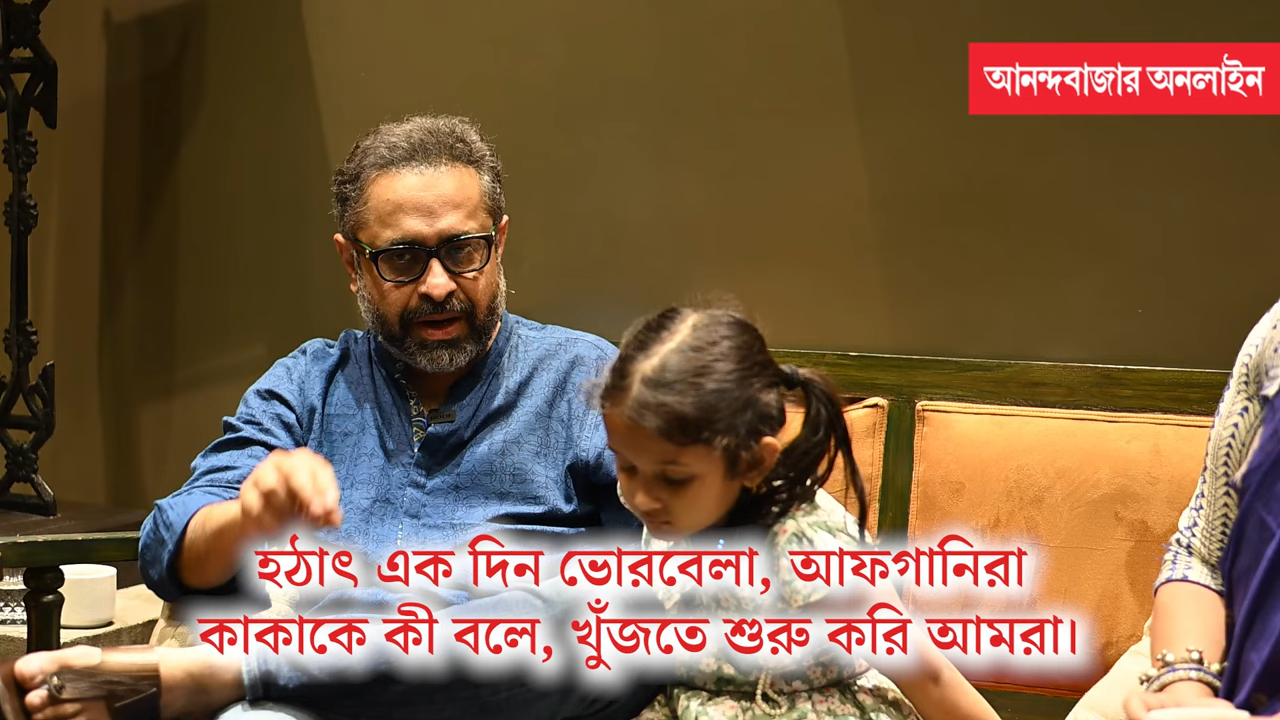 আনন্দবাজার অনলাইন
হঠাৎ এক দিন ভোরবেলা, আফগানিরা
কাকাকে কী বলে, খুঁজতে শুরু করি আমরা।